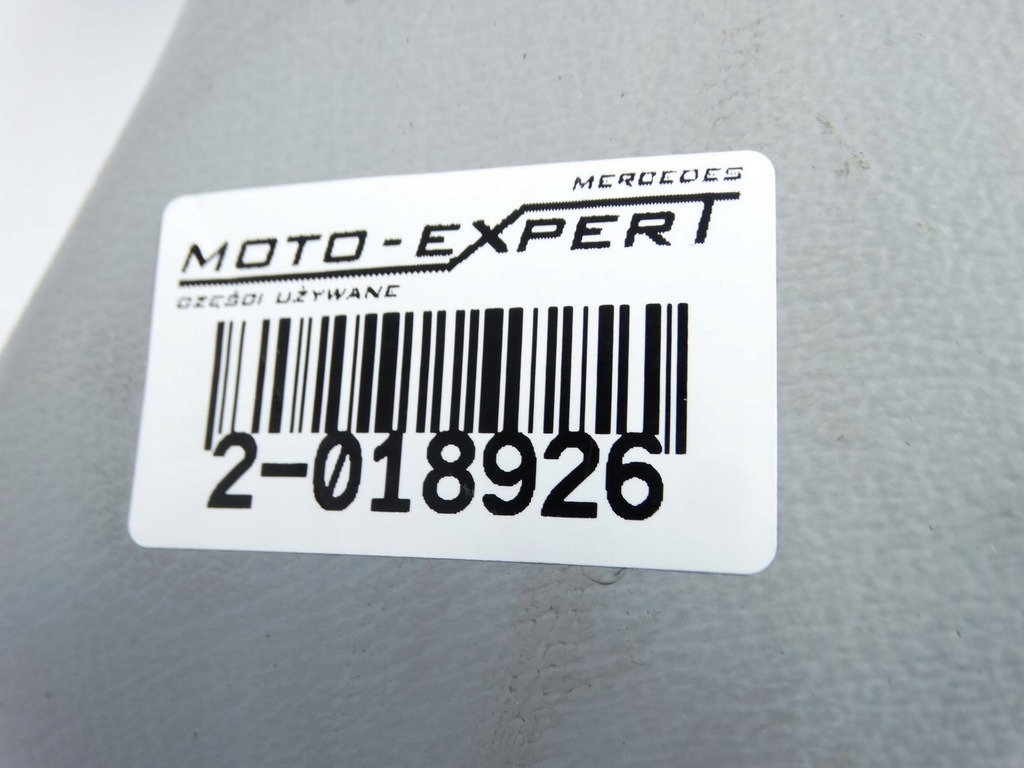 MERCEDES
MOTO-EXPERT
CZĘŚCI UŻYWANE
2-018926